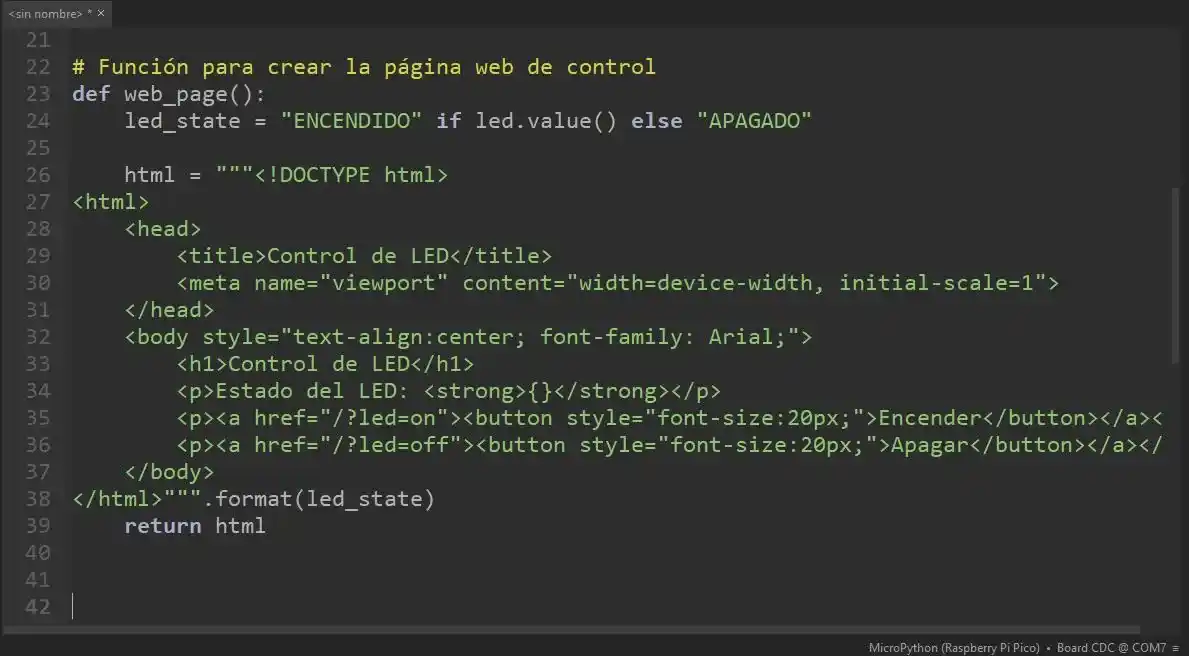 <sin nombre> * ×
21
22 # Función para crear la página web de control
23 def web_page():
24     led_state = "ENCENDIDO" if led.value() else "APAGADO"
25
26     html = """<!DOCTYPE html>
27 <html>
28     <head>
29         <title>Control de LED</title>
30         <meta name="viewport" content="width=device-width, initial-scale=1">
31     </head>
32     <body style="text-align:center; font-family: Arial;">
33         <h1>Control de LED</h1>
34         <p>Estado del LED: <strong>{}</strong></p>
35         <p><a href="/?led=on"><button style="font-size:20px;">Encender</button></a><
36         <p><a href="/?led=off"><button style="font-size:20px;">Apagar</button></a></
37     </body>
38 </html>""".format(led_state)
39     return html
40
41
42
MicroPython (Raspberry Pi Pico) • Board CDC @ COM7 ≡